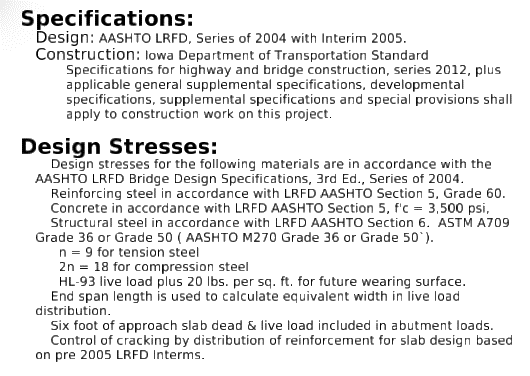 Specifications:
Design: AASHTO LRFD, Series of 2004 with Interim 2005.
Construction: Iowa Department of Transportation Standard
Specifications for highway and bridge construction, series 2012, plus
applicable general supplemental specifications, developmental
specifications, supplemental specifications and special provisions shall
apply to construction work on this project.
Design Stresses:
Design stresses for the following materials are in accordance with the
AASHTO LRFD Bridge Design Specifications, 3rd Ed., Series of 2004.
Reinforcing steel in accordance with LRFD AASHTO Section 5, Grade 60.
Concrete in accordance with LRFD AASHTO Section 5, f'c = 3,500 psi,
Structural steel in accordance with LRFD AASHTO Section 6. ASTM A709
Grade 36 or Grade 50 ( AASHTO M270 Grade 36 or Grade 50`).
n = 9 for tension steel
2n = 18 for compression steel
HL-93 live load plus 20 lbs. per sq. ft. for future wearing surface.
End span length is used to calculate equivalent width in live load
distribution.
Six foot of approach slab dead & live load included in abutment loads.
Control of cracking by distribution of reinforcement for slab design based
on pre 2005 LRFD Interms.